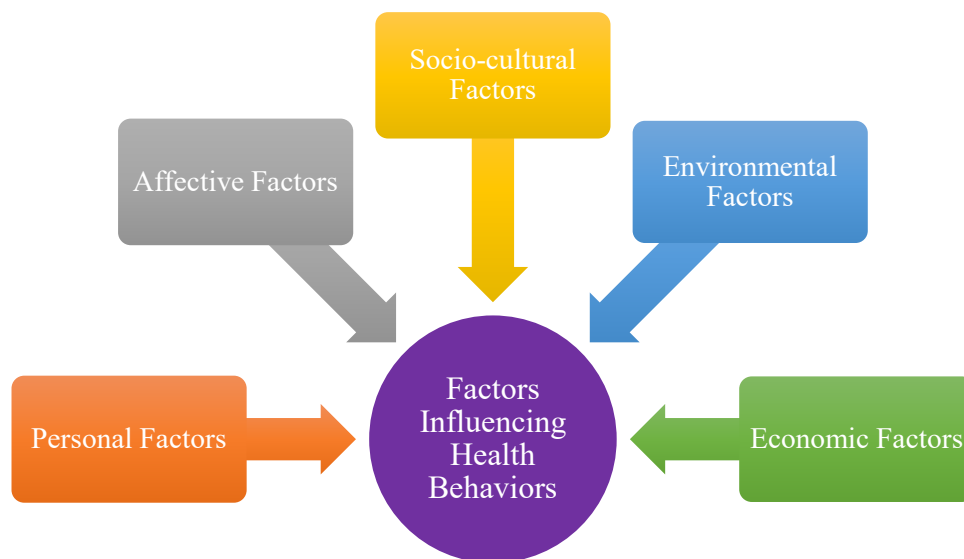 Socio-cultural
Factors
Affective Factors
Environmental
Factors
Personal Factors
Factors
Influencing
Health
Behaviors
Economic Factors